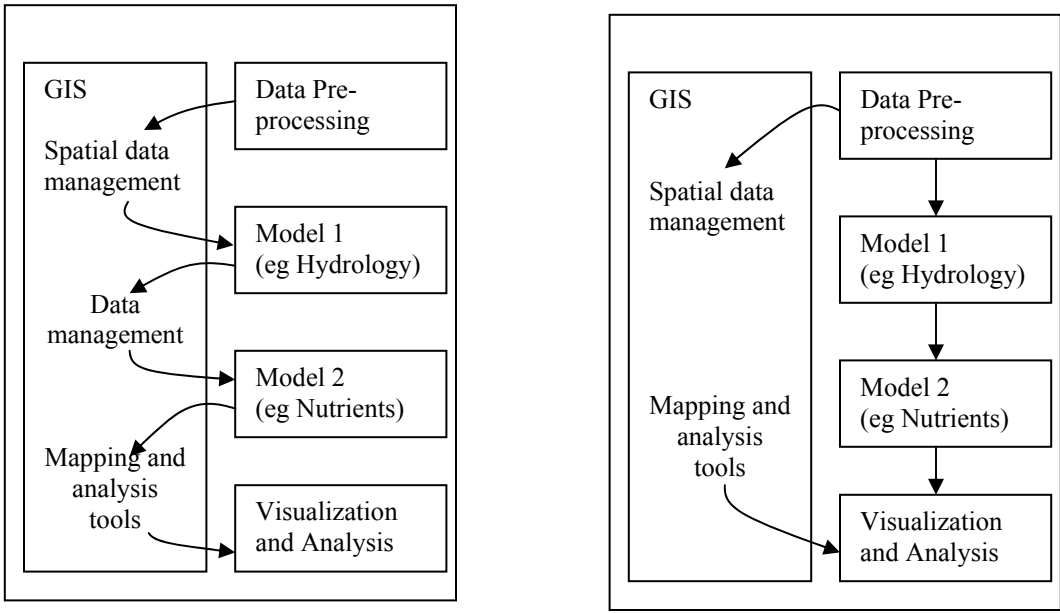 GIS
Data Pre-
processing
Spatial data
management
Model 1
(eg Hydrology)
Data
management
Model 2
(eg Nutrients)
Mapping and
analysis
tools
Visualization
and Analysis
GIS
Data Pre-
processing
Spatial data
management
Model 1
(eg Hydrology)
Mapping and
analysis
tools
Model 2
(eg Nutrients)
Visualization
and Analysis